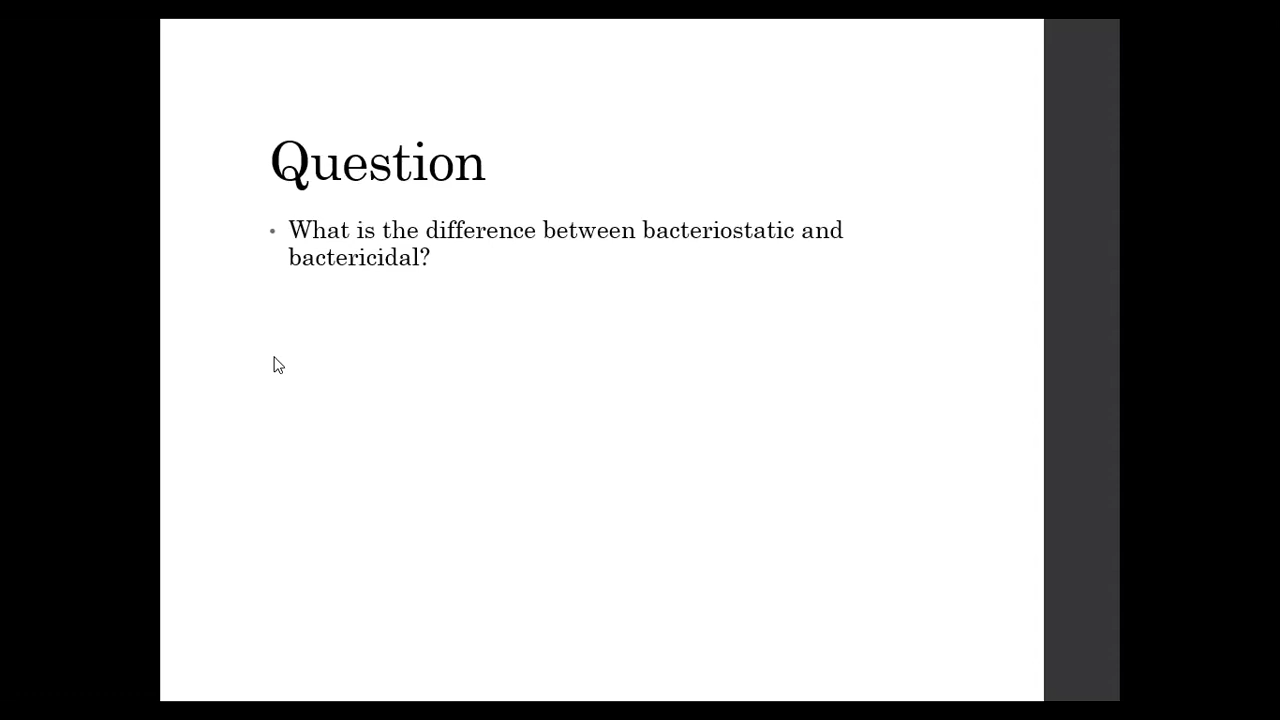 Question
• What is the difference between bacteriostatic and
bactericidal?